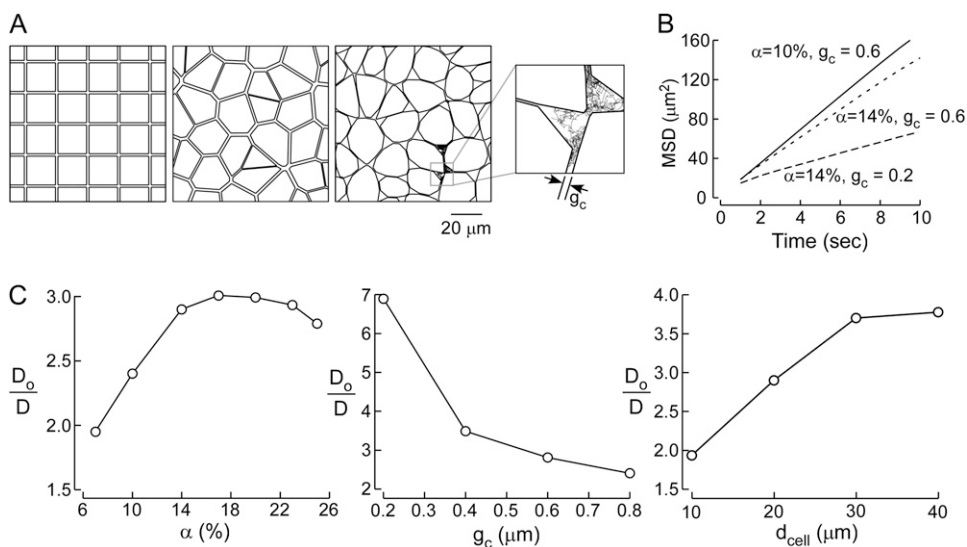 A
g_c
20 μm
B
MSD (μm²)
160
120
80
40
0
α=10%, g_c = 0.6
α=14%, g_c = 0.6
α=14%, g_c = 0.2
0 2 4 6 8 10
Time (sec)
C
D_o
D
3.0
2.5
2.0
1.5
6 10 14 18 22 26
α (%)
D_o
D
7
6
5
4
3
2
0.2 0.3 0.4 0.5 0.6 0.7 0.8
g_c (μm)
D_o
D
4.0
3.5
3.0
2.5
2.0
1.5
10 20 30 40
d_cell (μm)